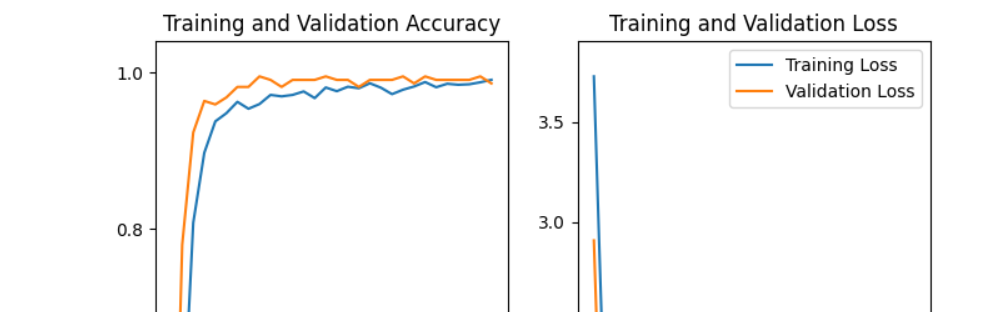 Training and Validation Accuracy
1.0
0.8
Training and Validation Loss
Training Loss
Validation Loss
3.5
3.0